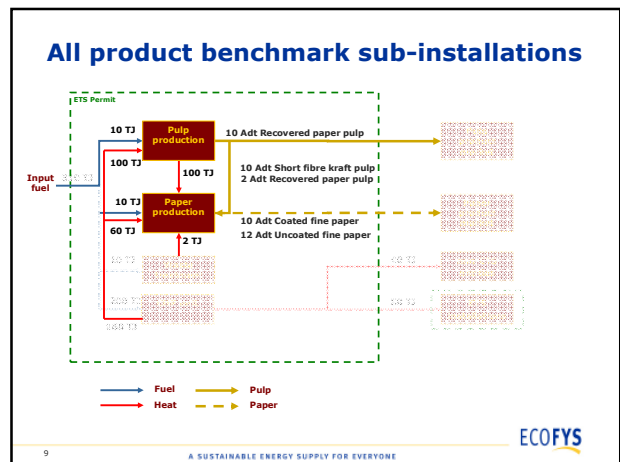 All product benchmark sub-installations
ETS Permit
10 TJ
Pulp
production
10 Adt Recovered paper pulp
100 TJ
100 TJ
10 Adt Short fibre kraft pulp
2 Adt Recovered paper pulp
Input
fuel
10 TJ
Paper
production
60 TJ
10 Adt Coated fine paper
12 Adt Uncoated fine paper
2 TJ
Fuel
Pulp
Heat
Paper
9
A SUSTAINABLE ENERGY SUPPLY FOR EVERYONE
ECOFYS